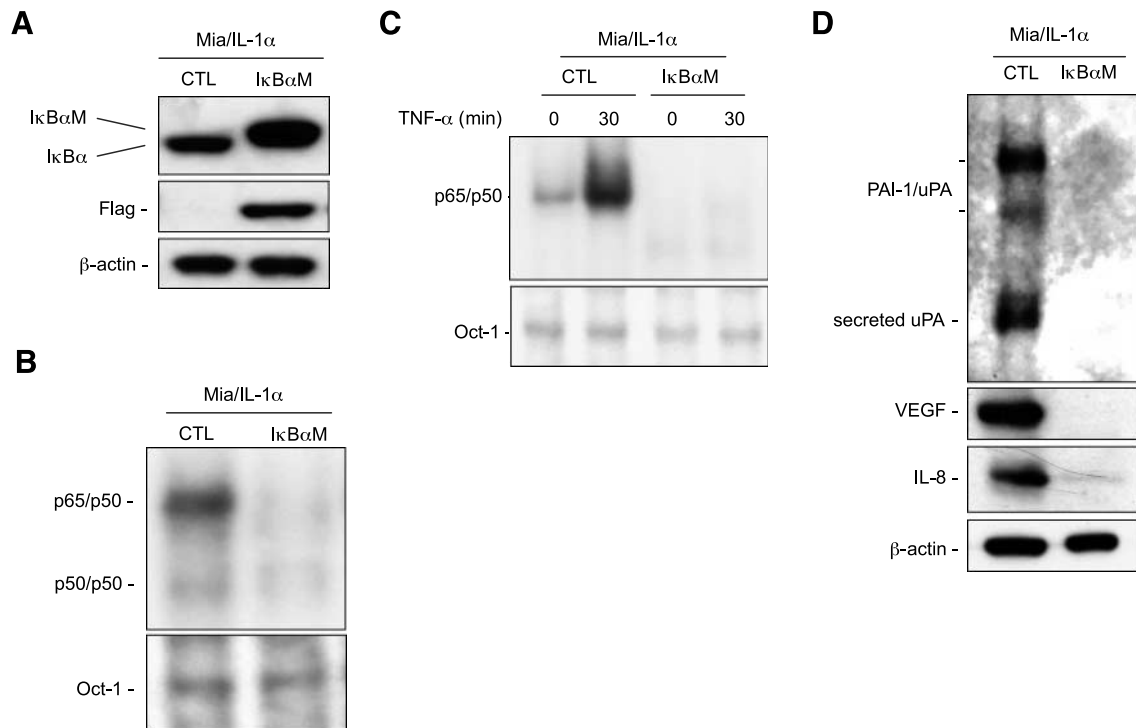 A
Mia/IL-1α
CTL IκBαM
IκBαM
IκBα
Flag -
β-actin -
B
Mia/IL-1α
CTL IκBαM
p65/p50 -
p50/p50 -
Oct-1 -
C
Mia/IL-1α
CTL IκBαM
TNF-α (min) 0 30 0 30
p65/p50 -
Oct-1 -
D
Mia/IL-1α
CTL IκBαM
PAI-1/uPA
secreted uPA -
VEGF -
IL-8 -
β-actin -